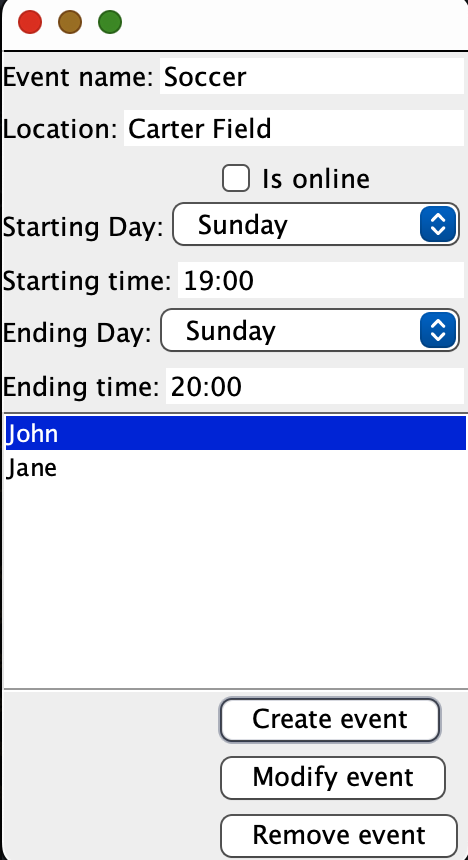 Event name: Soccer
Location: Carter Field
Is online
Starting Day: Sunday
Starting time: 19:00
Ending Day: Sunday
Ending time: 20:00
John
Jane
Create event
Modify event
Remove event